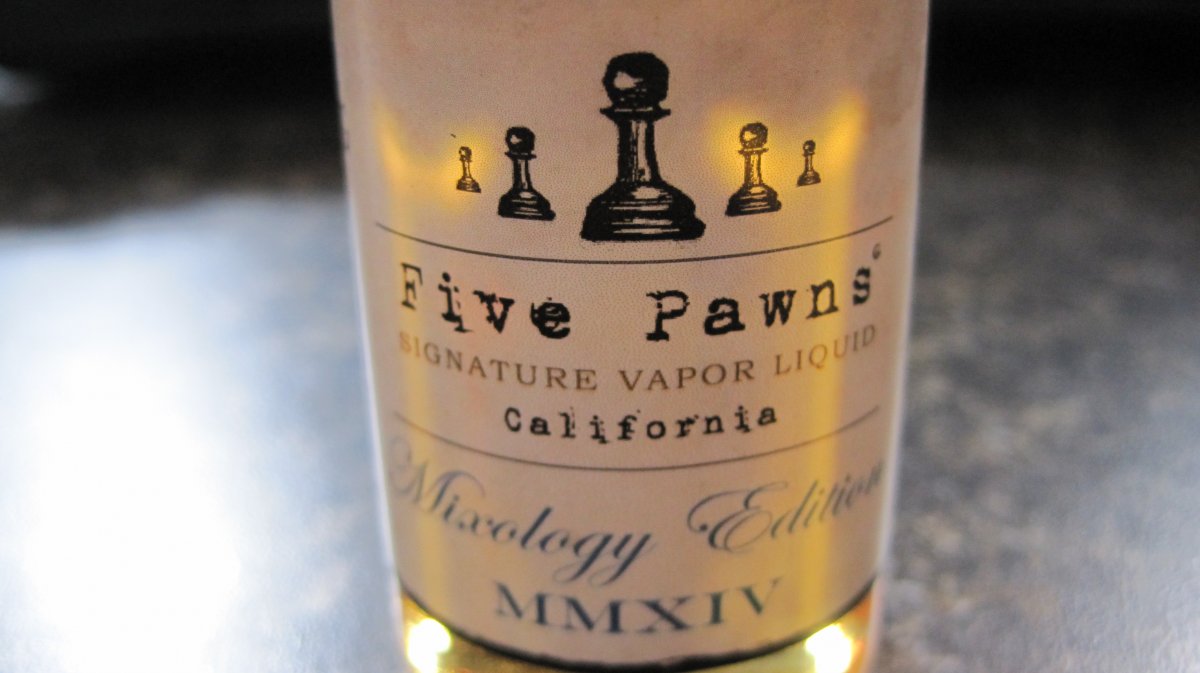 Five Pawns®
SIGNATURE VAPOR LIQUID
California
Mixology Edition
MMXIV